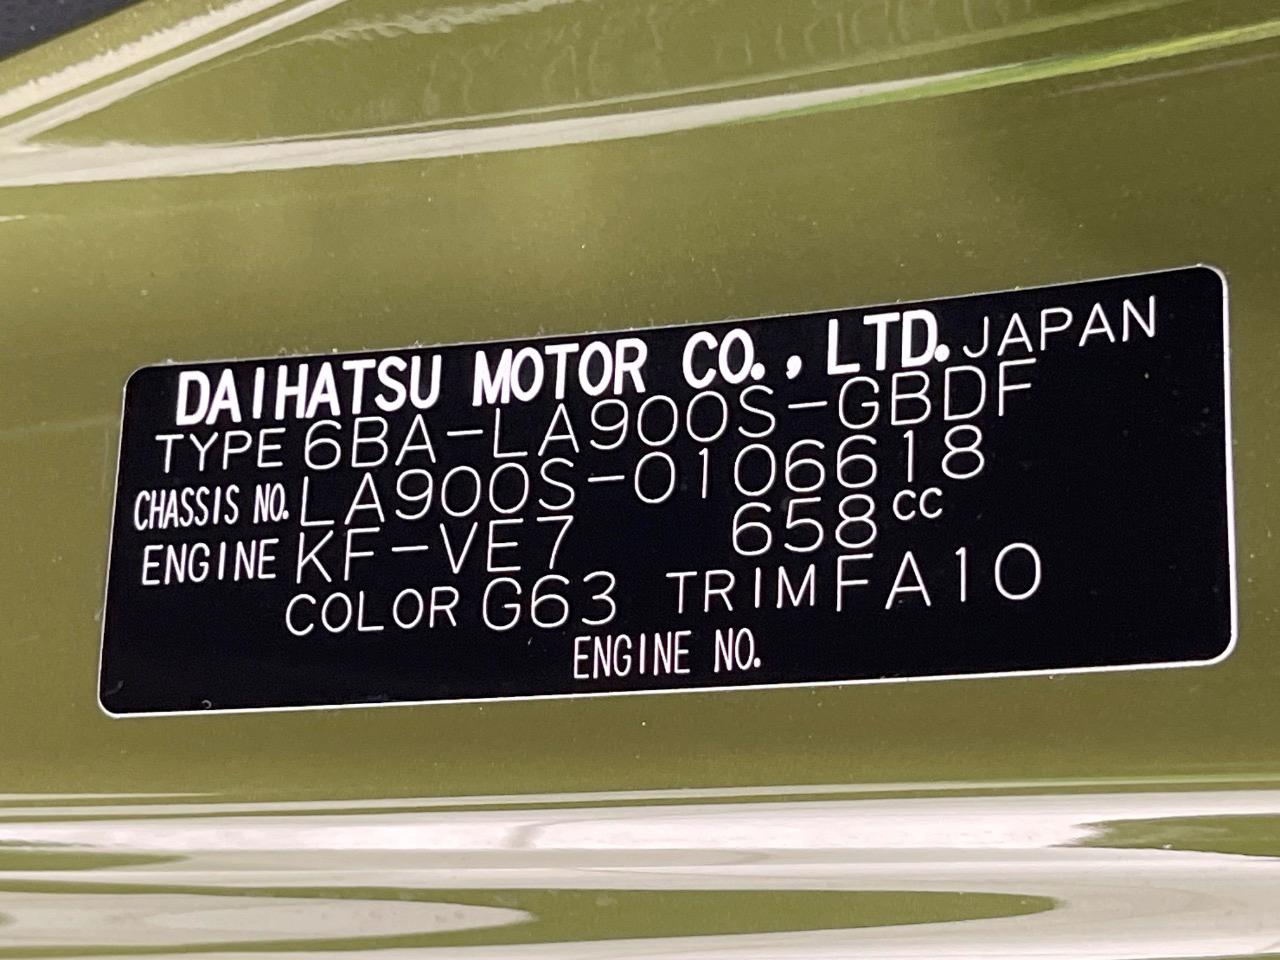 DAIHATSU MOTOR CO., LTD. JAPAN
TYPE 6BA-LA900S-GBDF
CHASSIS NO. LA900S-0106618
ENGINE KF-VE7 658CC
COLOR G63 TRIM FA10
ENGINE NO.